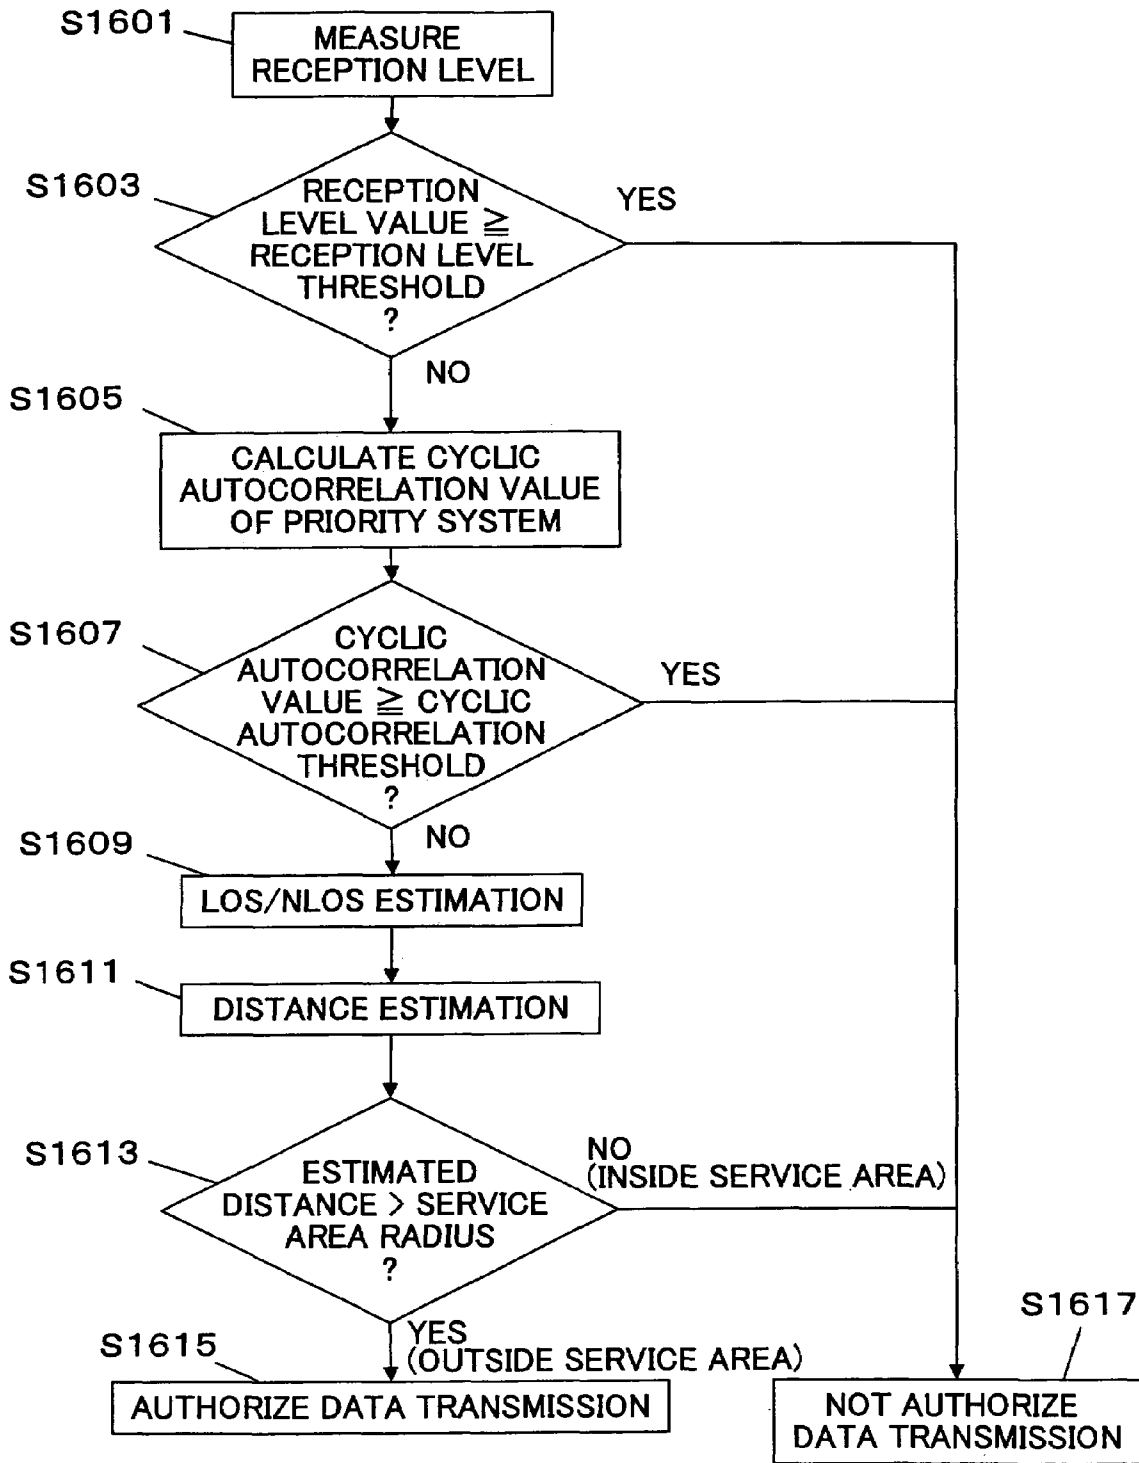 S1601
MEASURE
RECEPTION LEVEL
S1603
RECEPTION
LEVEL VALUE ≧
RECEPTION LEVEL
THRESHOLD
?
YES
NO
S1605
CALCULATE CYCLIC
AUTOCORRELATION VALUE
OF PRIORITY SYSTEM
S1607
CYCLIC
AUTOCORRELATION
VALUE ≧ CYCLIC
AUTOCORRELATION
THRESHOLD
?
YES
NO
S1609
LOS/NLOS ESTIMATION
S1611
DISTANCE ESTIMATION
S1613
ESTIMATED
DISTANCE > SERVICE
AREA RADIUS
?
NO
(INSIDE SERVICE AREA)
YES
(OUTSIDE SERVICE AREA)
S1615
AUTHORIZE DATA TRANSMISSION
S1617
NOT AUTHORIZE
DATA TRANSMISSION